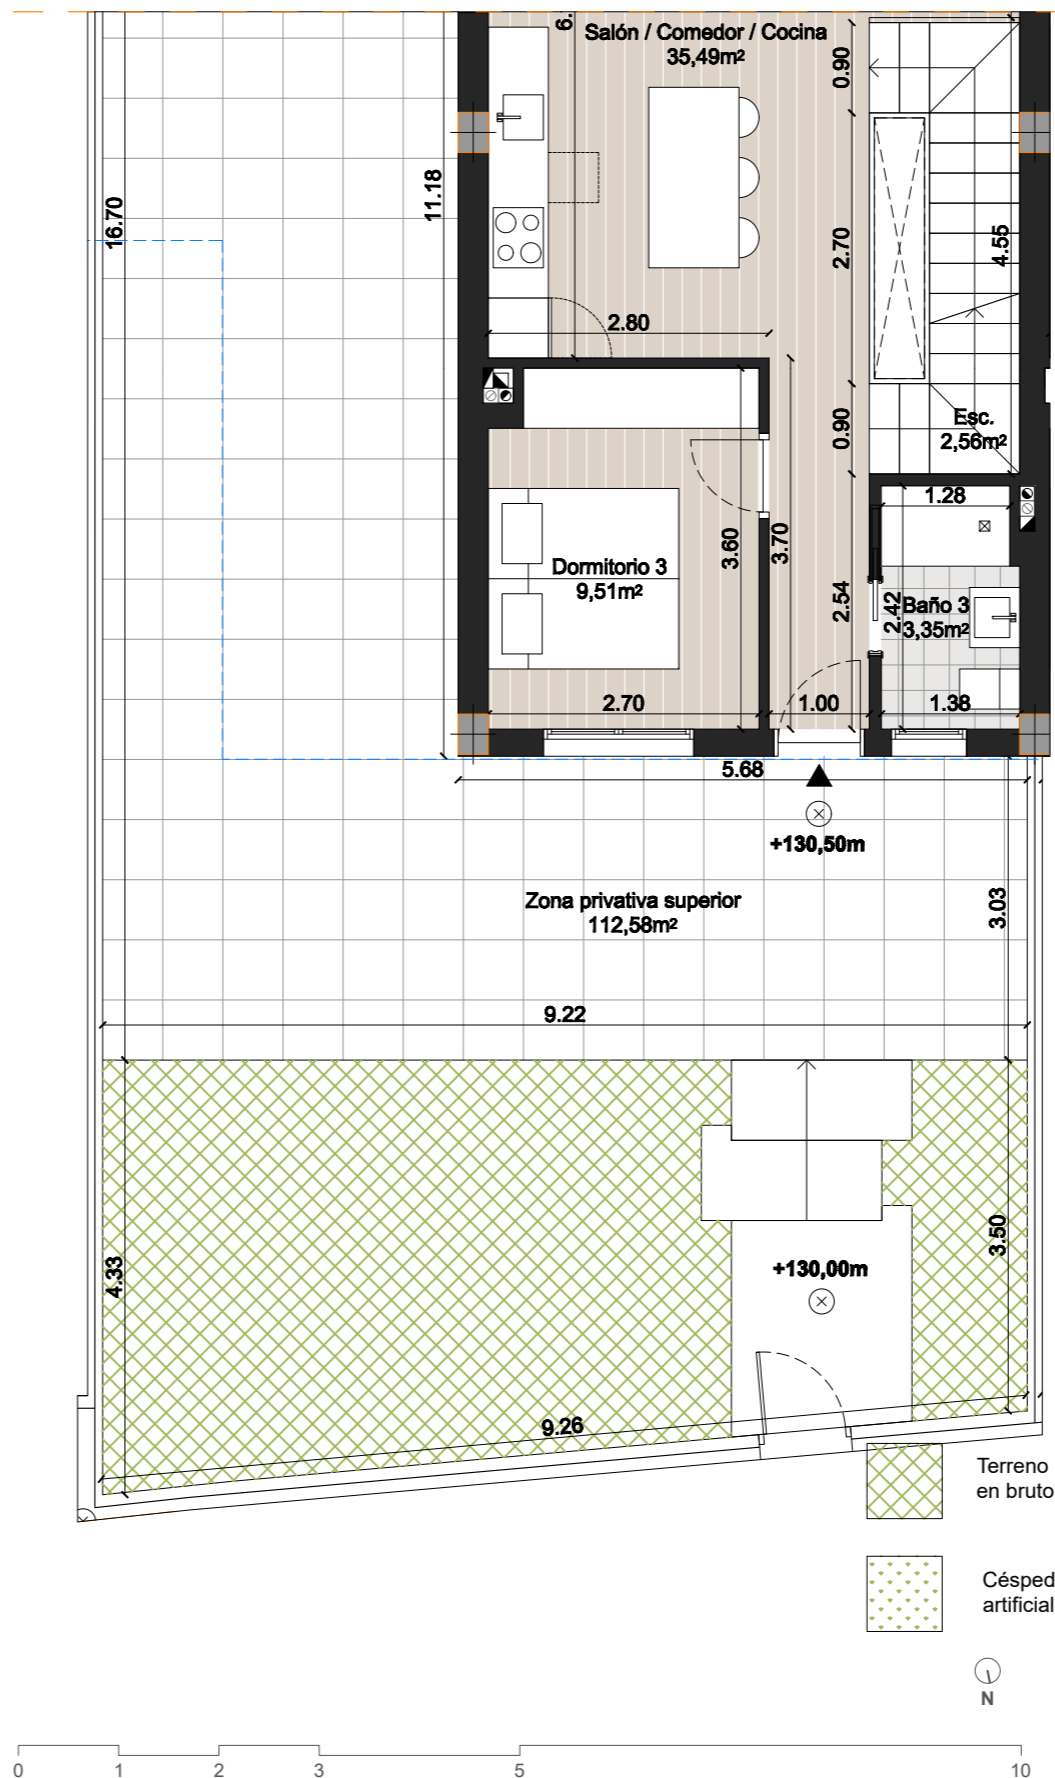 6.
Salón / Comedor / Cocina
35,49m²
0.90
16.70
11.18
2.70
4.55
2.80
0.90
Esc.
2,56m²
1.28
3.60
3.70
Dormitorio 3
9,51m²
2.54
2.42
Baño 3
3,35m²
2.70
1.00
1.38
5.68
+130,50m
Zona privativa superior
112,58m²
3.03
9.22
4.33
3.50
+130,00m
9.26
Terreno
en bruto
Césped
artificial
N
0 1 2 3 5 10